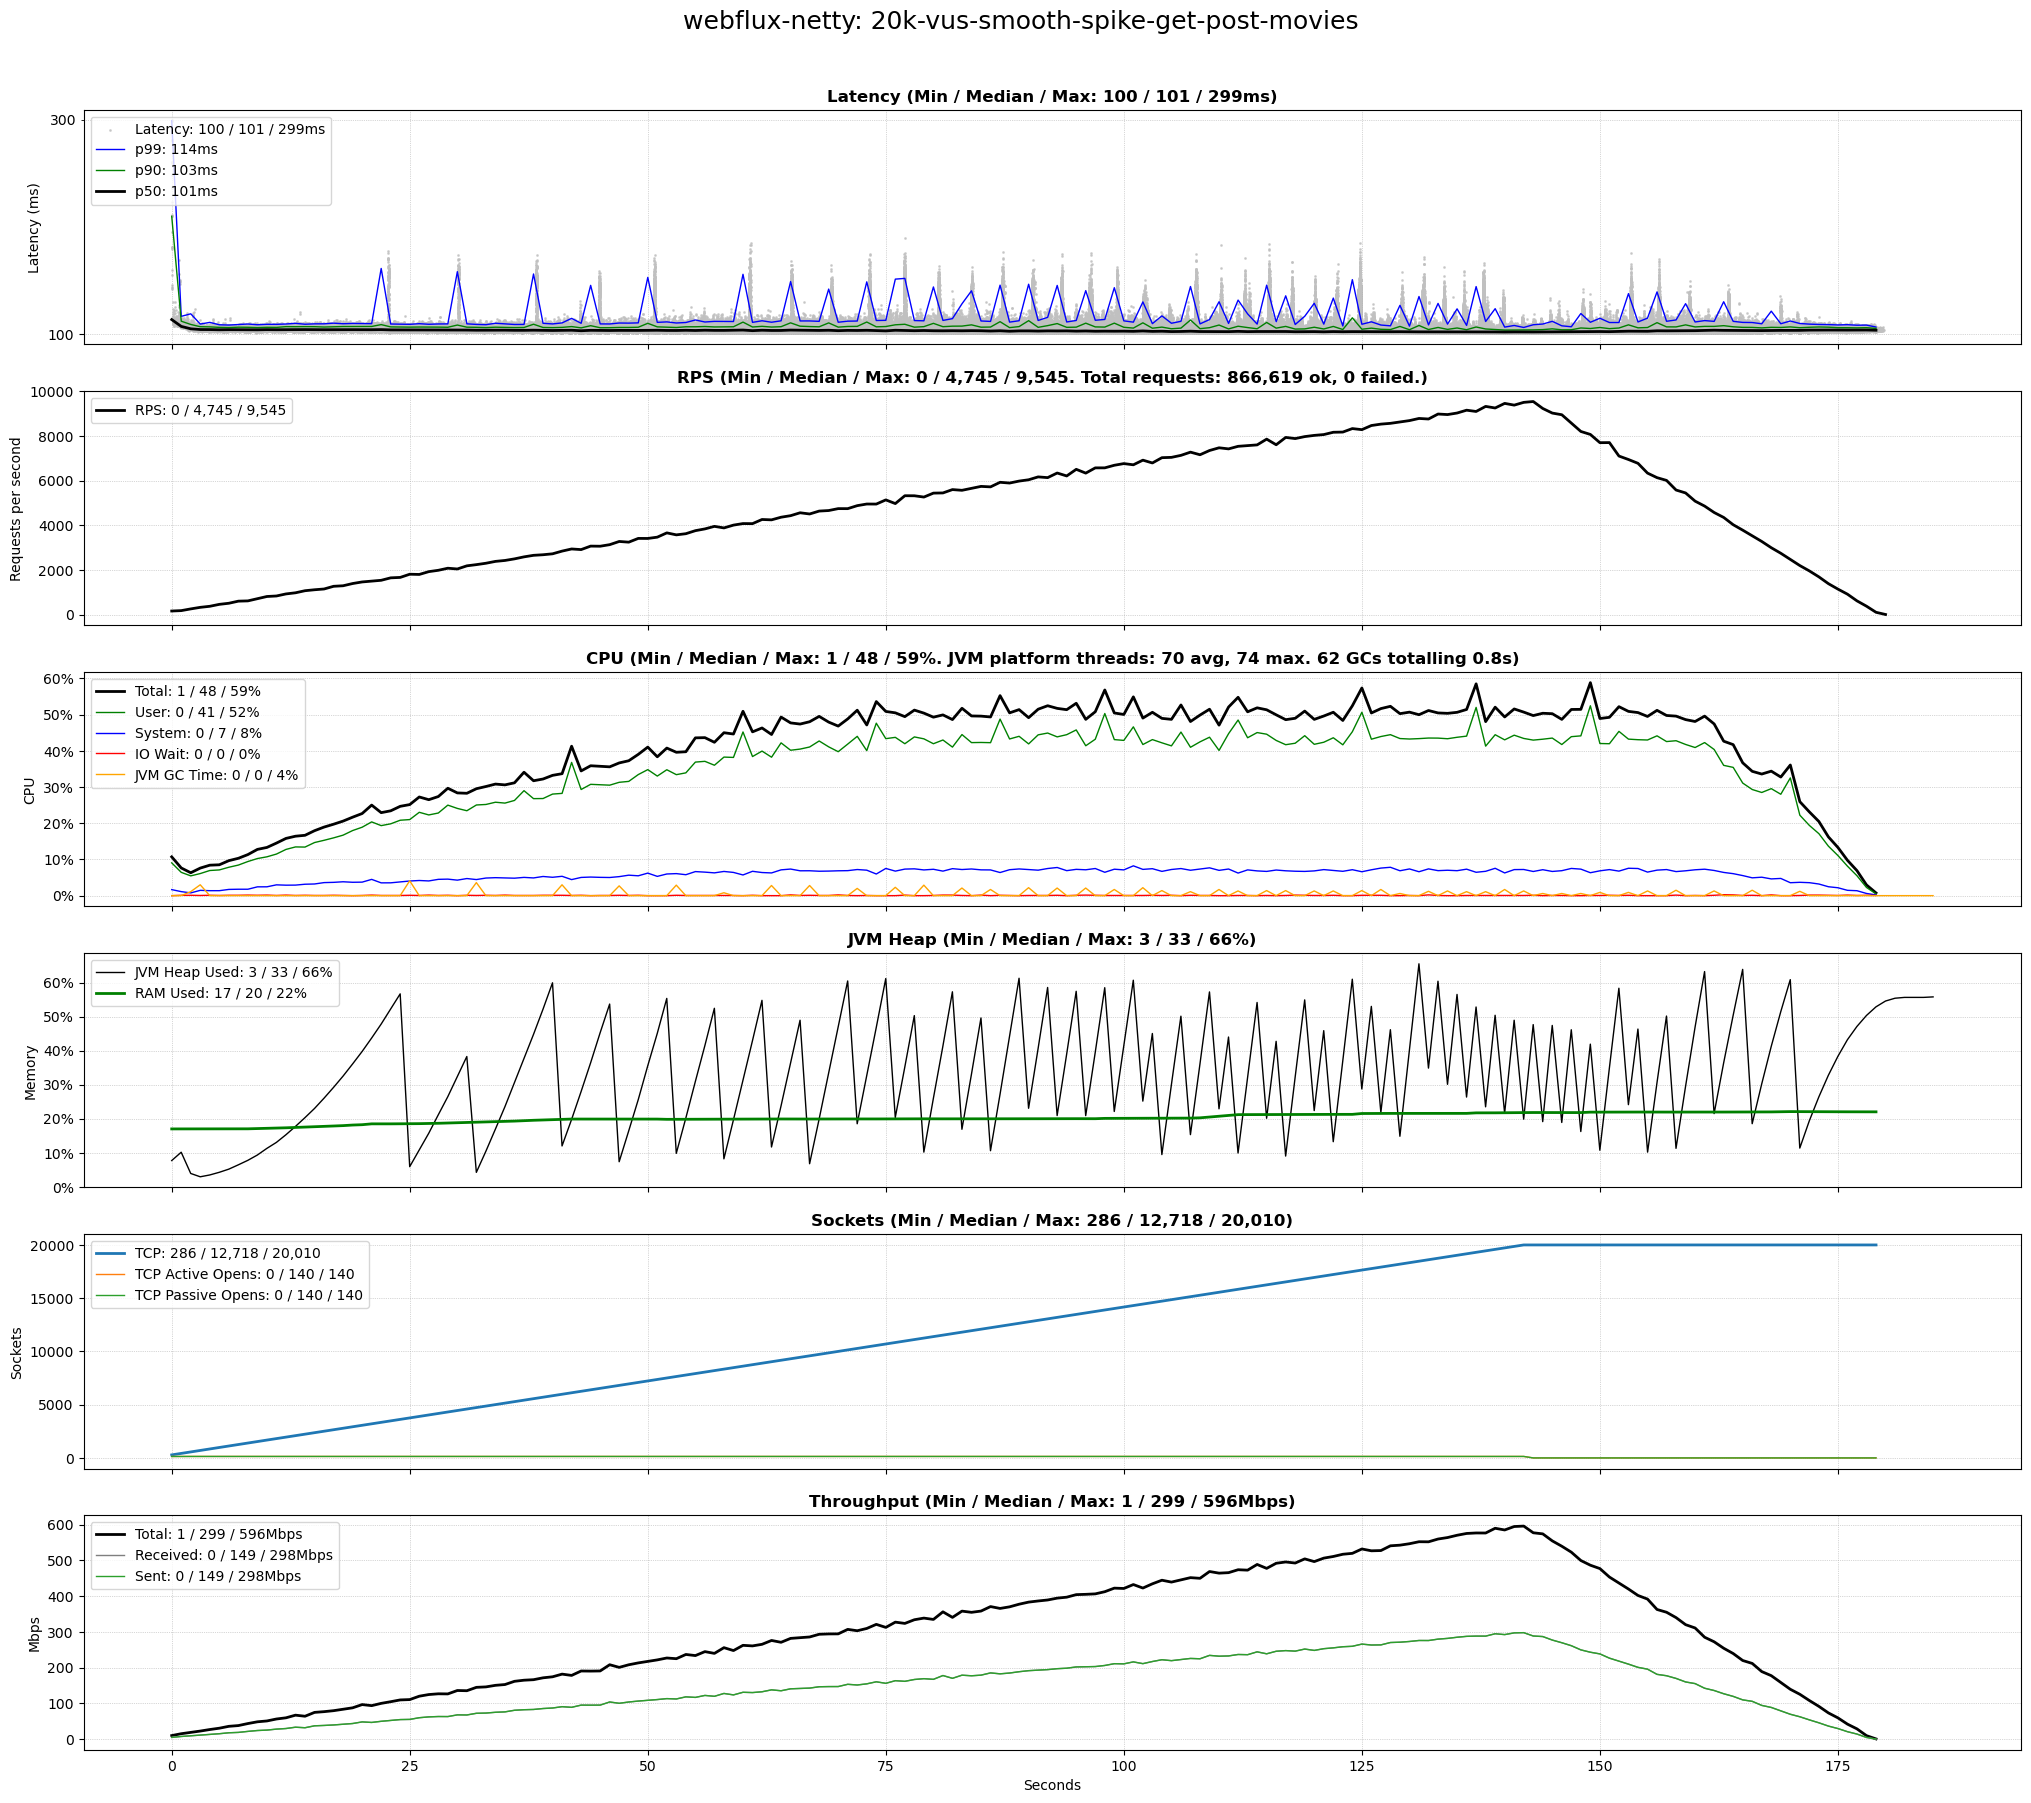 webflux-netty: 20k-vus-smooth-spike-get-post-movies
Latency (Min / Median / Max: 100 / 101 / 299ms)
300
100
Latency (ms)
Latency: 100 / 101 / 299ms
p99: 114ms
p90: 103ms
p50: 101ms
RPS (Min / Median / Max: 0 / 4,745 / 9,545. Total requests: 866,619 ok, 0 failed.)
10000
8000
6000
4000
2000
0
Requests per second
RPS: 0 / 4,745 / 9,545
CPU (Min / Median / Max: 1 / 48 / 59%. JVM platform threads: 70 avg, 74 max. 62 GCs totalling 0.8s)
60%
50%
40%
30%
20%
10%
0%
CPU
Total: 1 / 48 / 59%
User: 0 / 41 / 52%
System: 0 / 7 / 8%
IO Wait: 0 / 0 / 0%
JVM GC Time: 0 / 0 / 4%
JVM Heap (Min / Median / Max: 3 / 33 / 66%)
60%
50%
40%
30%
20%
10%
0%
Memory
JVM Heap Used: 3 / 33 / 66%
RAM Used: 17 / 20 / 22%
Sockets (Min / Median / Max: 286 / 12,718 / 20,010)
20000
15000
10000
5000
0
Sockets
TCP: 286 / 12,718 / 20,010
TCP Active Opens: 0 / 140 / 140
TCP Passive Opens: 0 / 140 / 140
Throughput (Min / Median / Max: 1 / 299 / 596Mbps)
600
500
400
300
200
100
0
Mbps
Total: 1 / 299 / 596Mbps
Received: 0 / 149 / 298Mbps
Sent: 0 / 149 / 298Mbps
0 25 50 75 100 125 150 175
Seconds